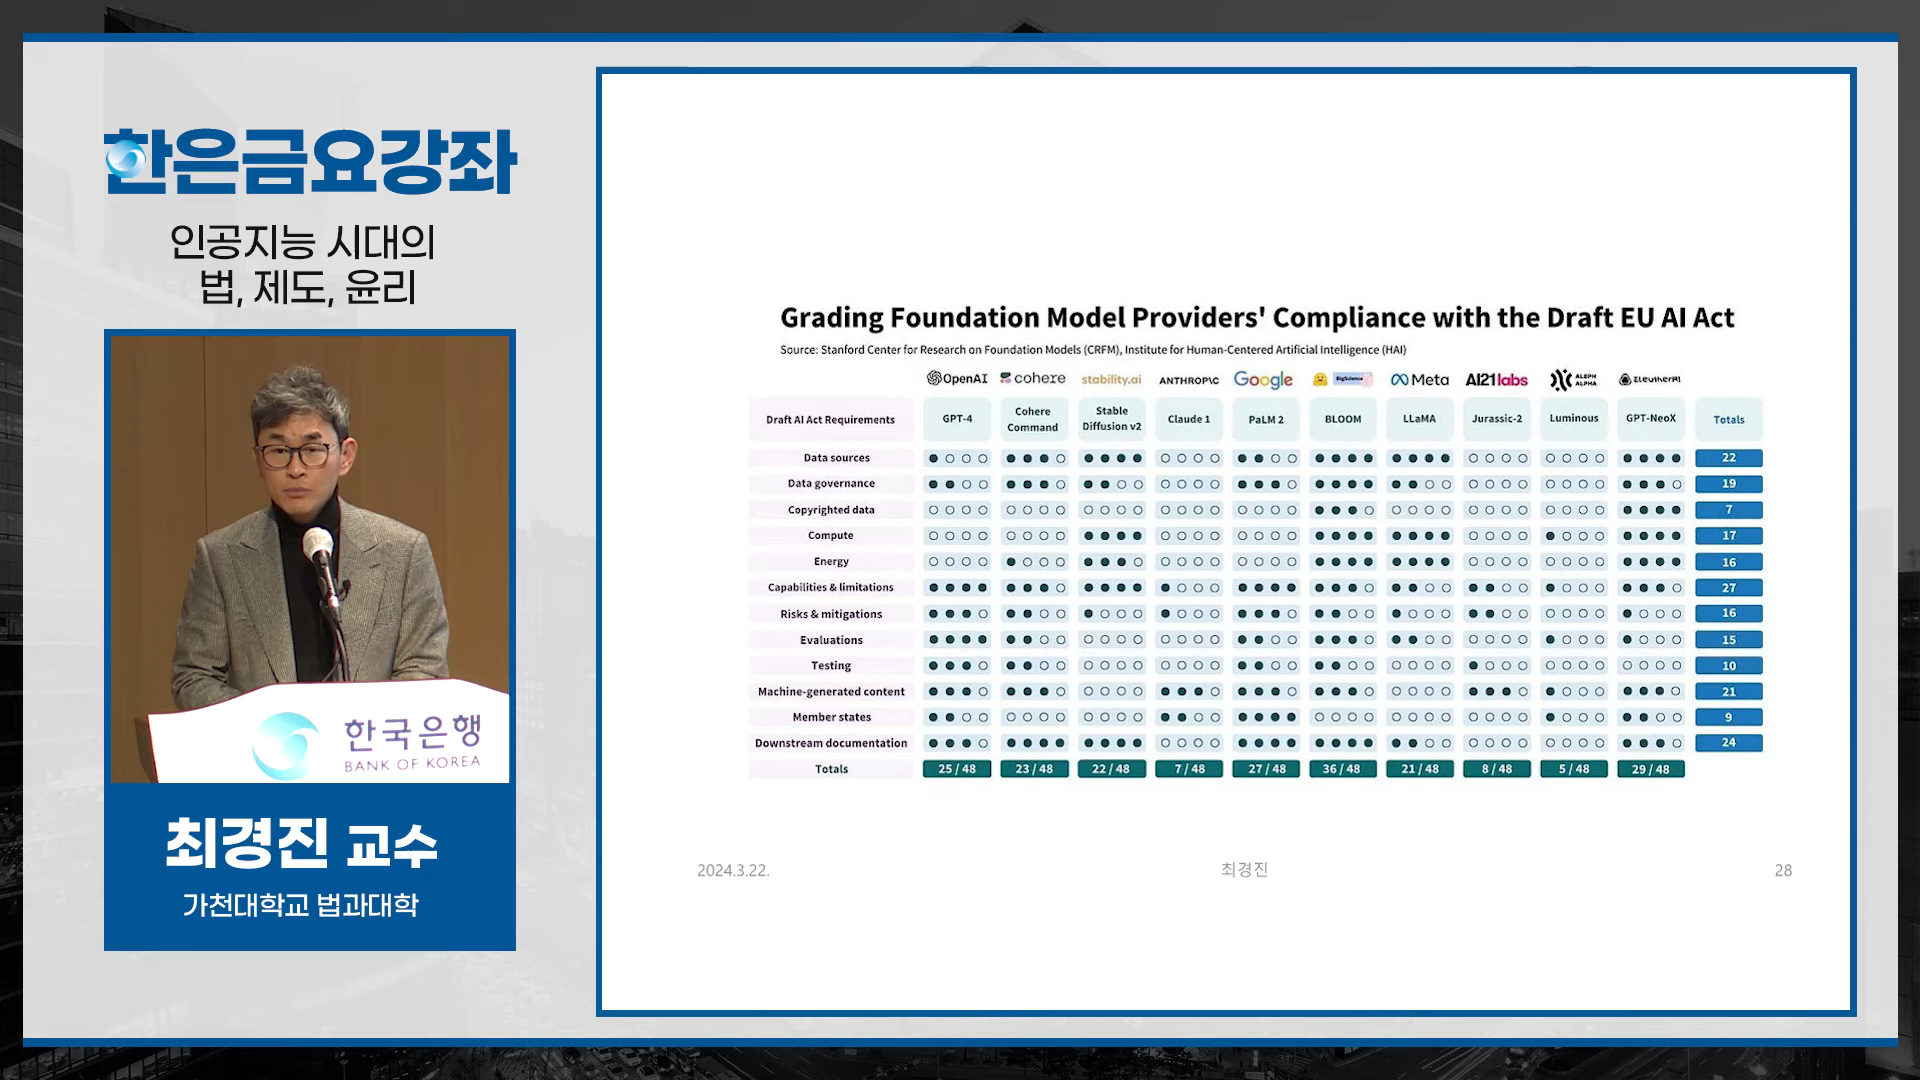 한은금요강좌
인공지능 시대의
법, 제도, 윤리
한국은행
BANK OF KOREA
최경진 교수
가천대학교 법과대학
Grading Foundation Model Providers' Compliance with the Draft EU AI Act
Source: Stanford Center for Research on Foundation Models (CRFM), Institute for Human-Centered Artificial Intelligence (HAI)
OpenAI cohere stability.ai ANTHROP\C Google BigScience Meta AI21labs ALEPH ALPHA ELeutherAI
Draft AI Act Requirements GPT-4 Cohere Command Stable Diffusion v2 Claude 1 PaLM 2 BLOOM LLaMA Jurassic-2 Luminous GPT-NeoX Totals
Data sources 22
Data governance 19
Copyrighted data 7
Compute 17
Energy 16
Capabilities & limitations 27
Risks & mitigations 16
Evaluations 15
Testing 10
Machine-generated content 21
Member states 9
Downstream documentation 24
Totals 25 / 48 23 / 48 22 / 48 7 / 48 27 / 48 36 / 48 21 / 48 8 / 48 5 / 48 29 / 48
2024.3.22. 최경진 28